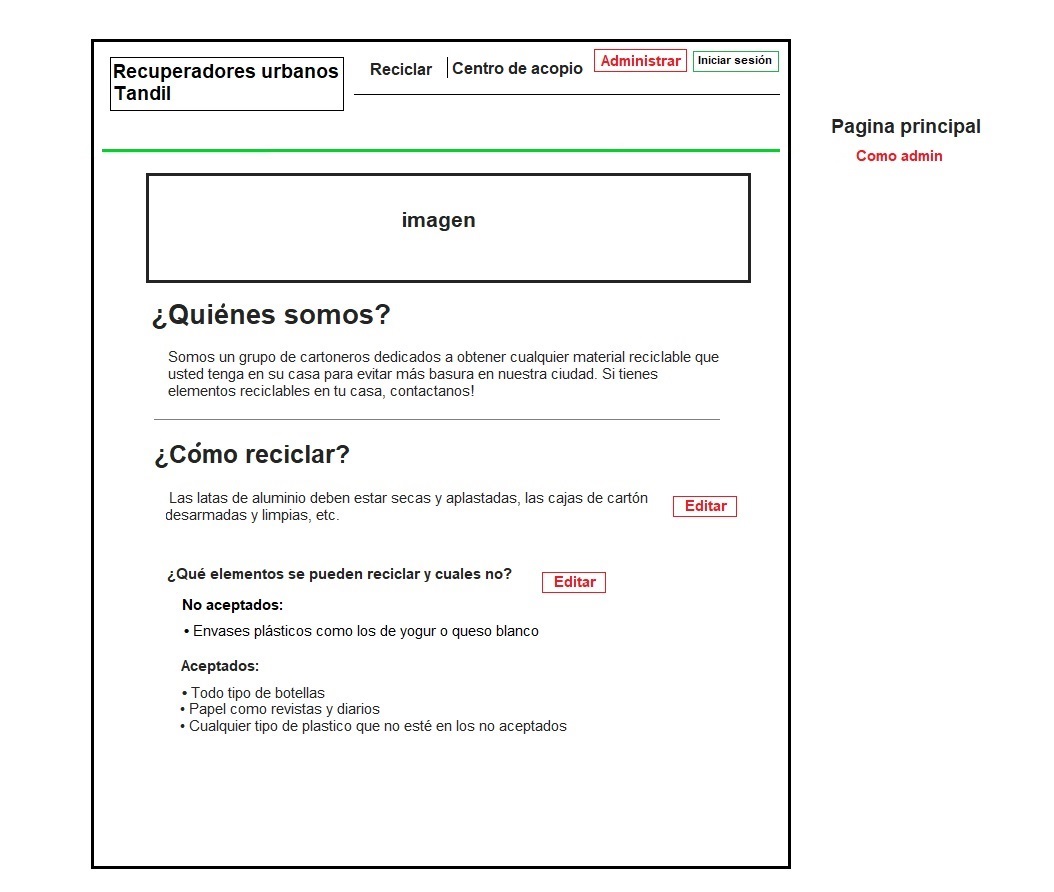 Recuperadores urbanos
Tandil
Reciclar
Centro de acopio
Administrar
Iniciar sesión
Pagina principal
Como admin
imagen
¿Quiénes somos?
Somos un grupo de cartoneros dedicados a obtener cualquier material reciclable que
usted tenga en su casa para evitar más basura en nuestra ciudad. Si tienes
elementos reciclables en tu casa, contactanos!
¿Cómo reciclar?
Las latas de aluminio deben estar secas y aplastadas, las cajas de cartón
desarmadas y limpias, etc.
Editar
¿Qué elementos se pueden reciclar y cuales no?
Editar
No aceptados:
• Envases plásticos como los de yogur o queso blanco
Aceptados:
• Todo tipo de botellas
• Papel como revistas y diarios
• Cualquier tipo de plastico que no esté en los no aceptados